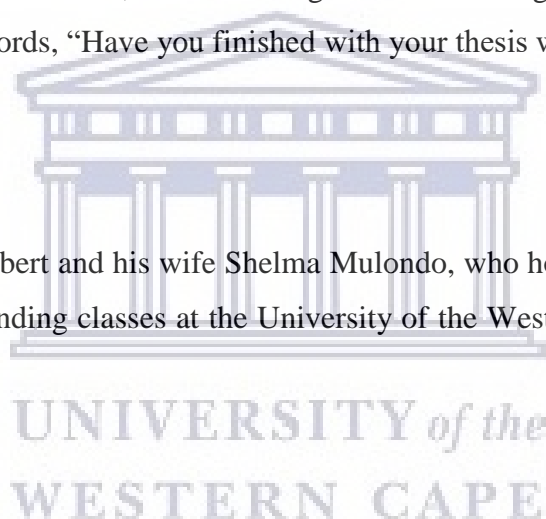 ords, “Have you finished with your thesis w
bert and his wife Shelma Mulondo, who ho
nding classes at the University of the West
UNIVERSITY of the
WESTERN CAPE